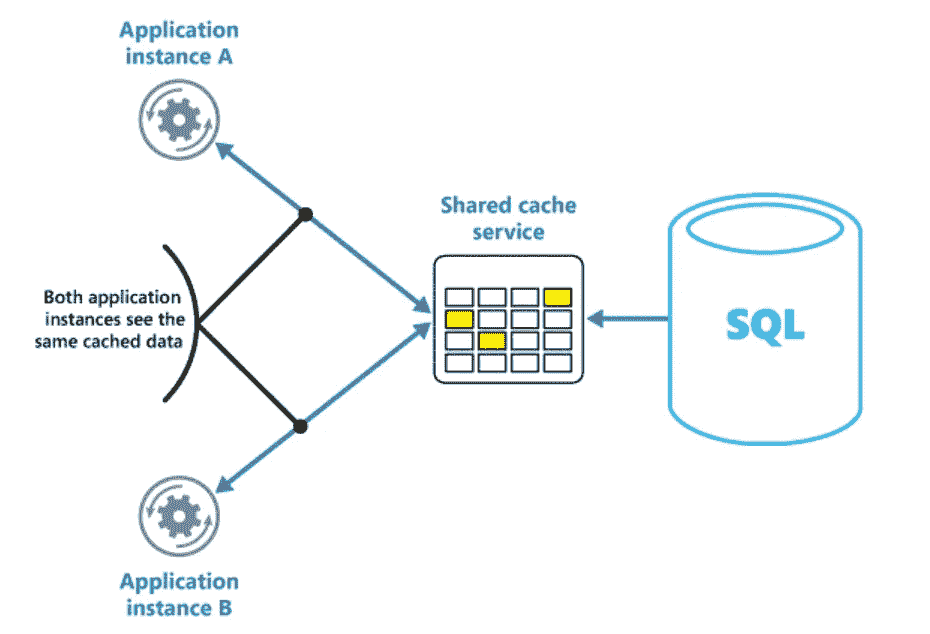 Application
instance A
Shared cache
service
Both application
instances see the
same cached data
SQL
Application
instance B